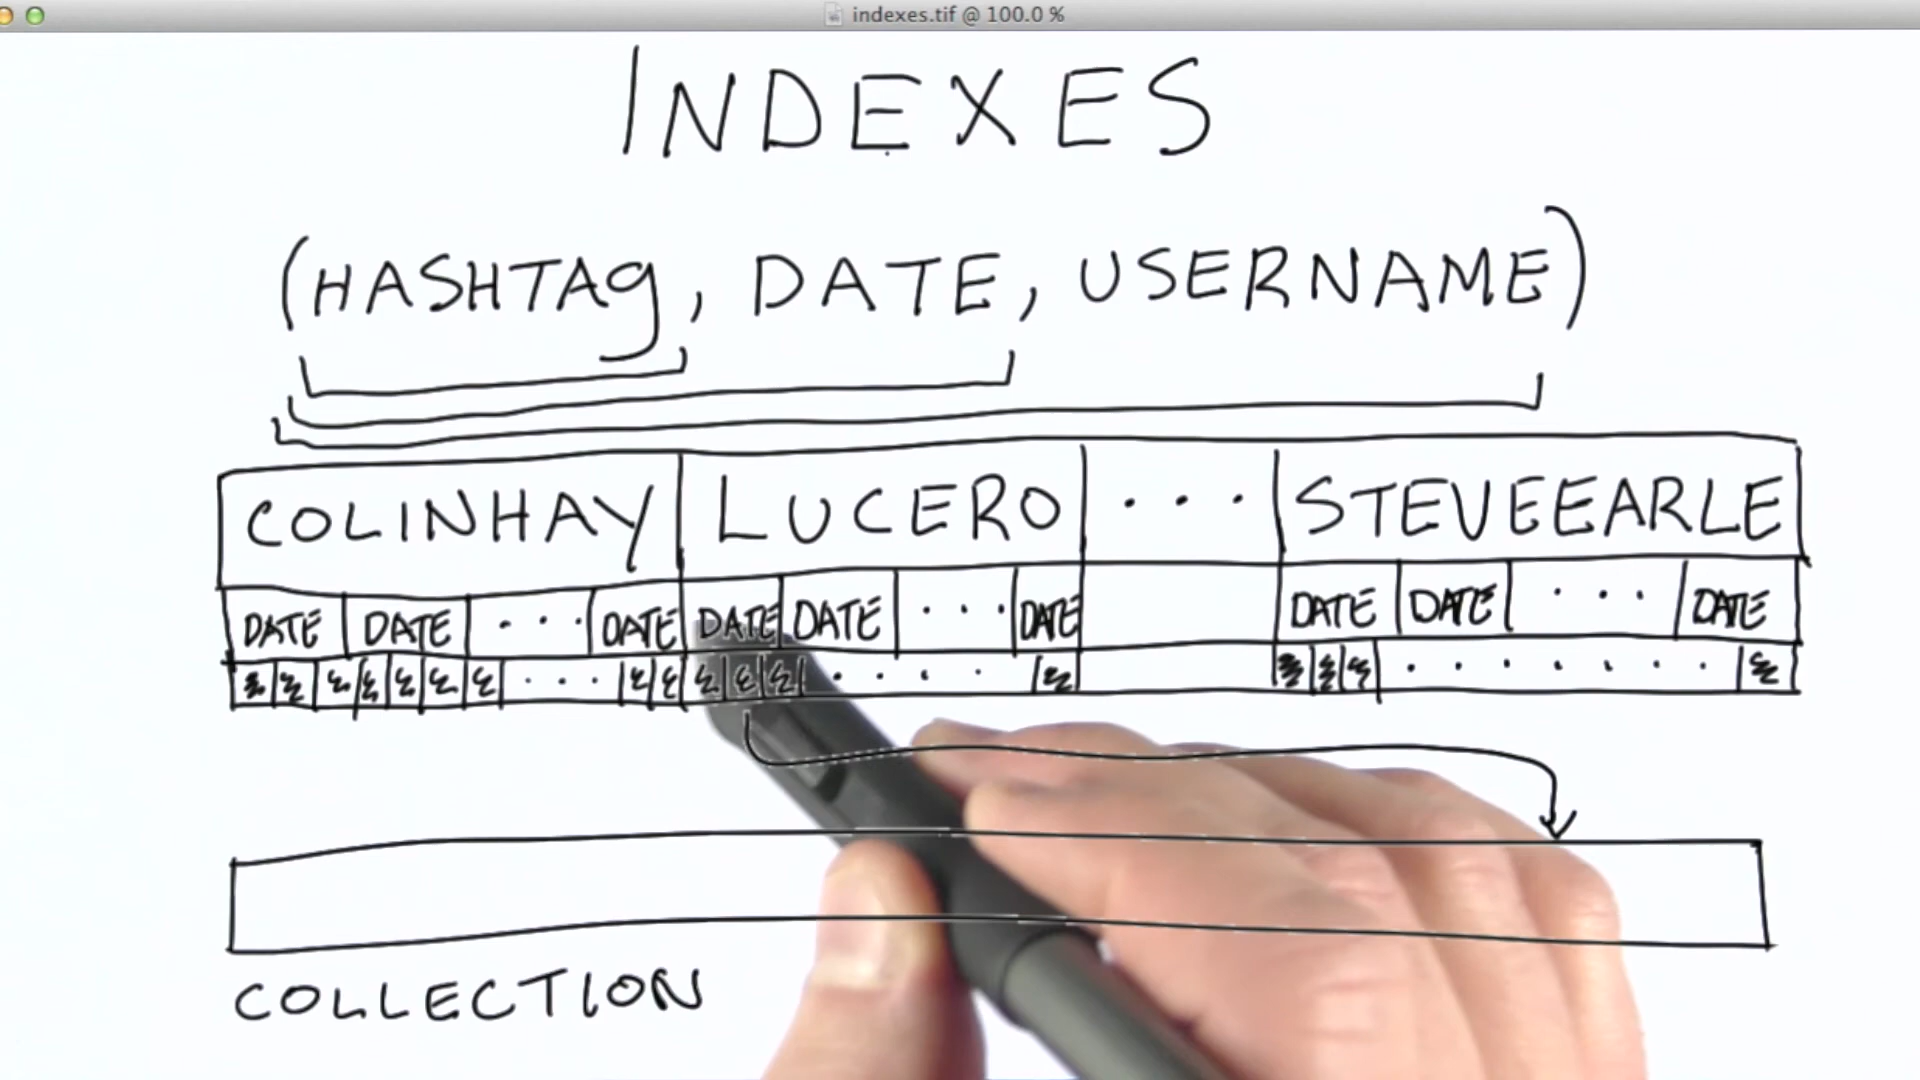 indexes.tif @ 100.0 %
INDEXES
(HASHTAg, DATE, USERNAME)
COLINHAY LUCERO ... STEVEEARLE
DATE DATE ... DATE DATE DATE ... DATE DATE DATE ... DATE
COLLECTION